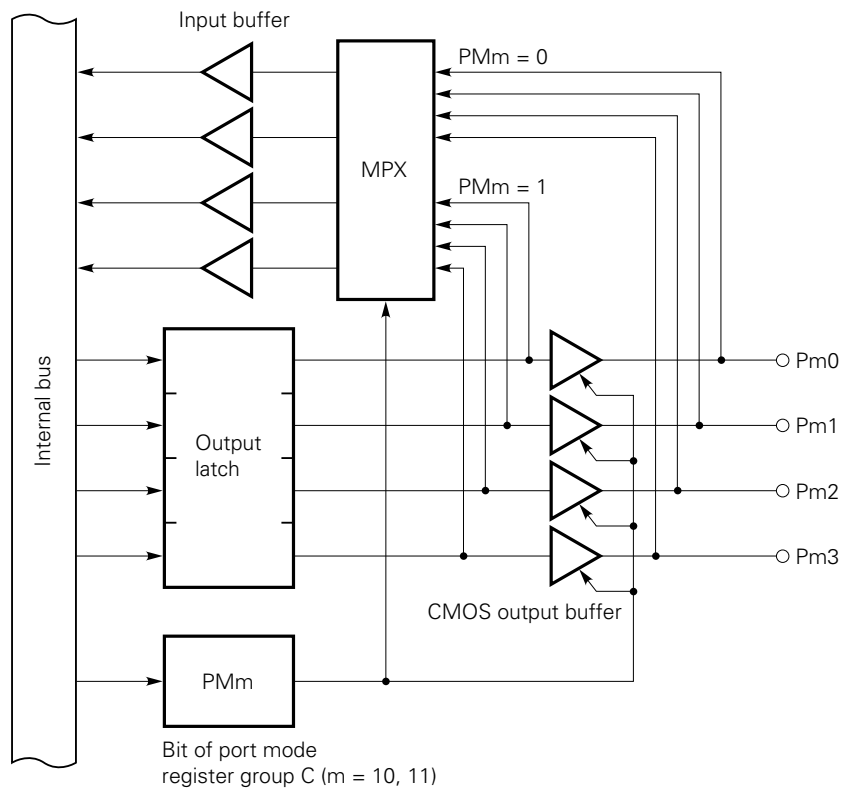 Input buffer
PMm = 0
MPX
PMm = 1
Internal bus
Output
latch
Pm0
Pm1
Pm2
Pm3
CMOS output buffer
PMm
Bit of port mode
register group C (m = 10, 11)